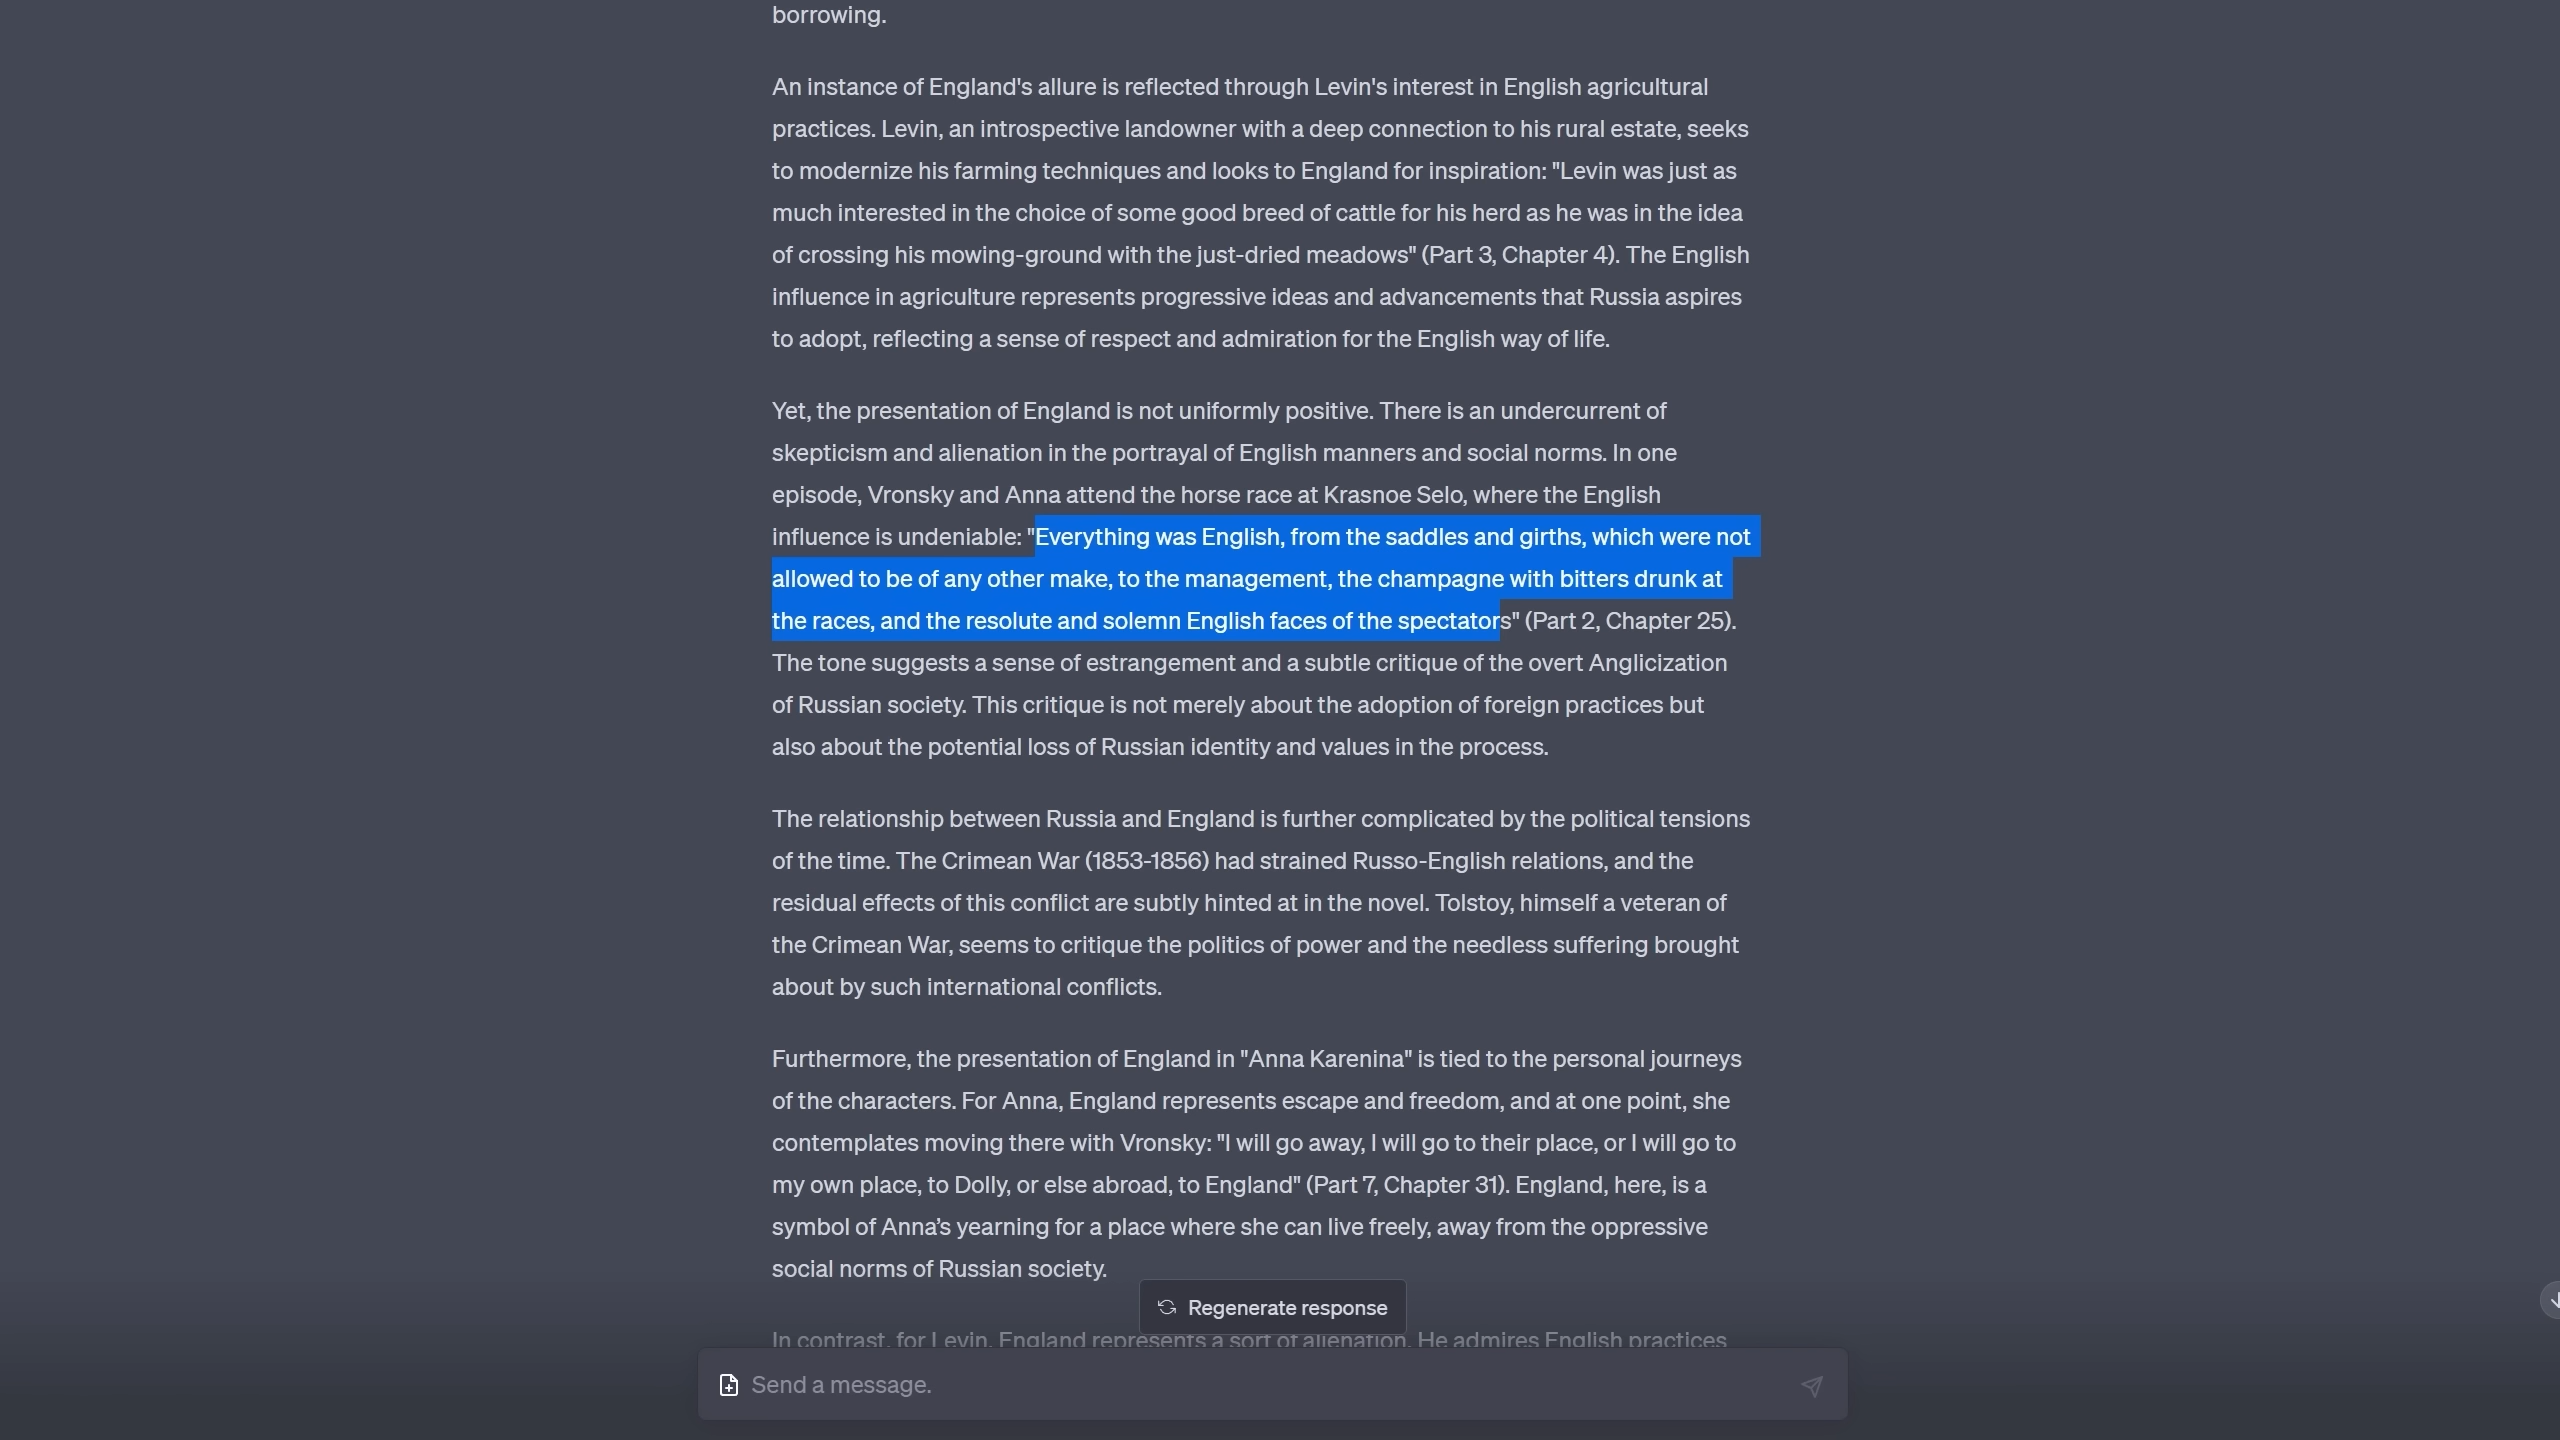 borrowing.
An instance of England's allure is reflected through Levin's interest in English agricultural
practices. Levin, an introspective landowner with a deep connection to his rural estate, seeks
to modernize his farming techniques and looks to England for inspiration: "Levin was just as
much interested in the choice of some good breed of cattle for his herd as he was in the idea
of crossing his mowing-ground with the just-dried meadows" (Part 3, Chapter 4). The English
influence in agriculture represents progressive ideas and advancements that Russia aspires
to adopt, reflecting a sense of respect and admiration for the English way of life.
Yet, the presentation of England is not uniformly positive. There is an undercurrent of
skepticism and alienation in the portrayal of English manners and social norms. In one
episode, Vronsky and Anna attend the horse race at Krasnoe Selo, where the English
influence is undeniable: "Everything was English, from the saddles and girths, which were not
allowed to be of any other make, to the management, the champagne with bitters drunk at
the races, and the resolute and solemn English faces of the spectators" (Part 2, Chapter 25).
The tone suggests a sense of estrangement and a subtle critique of the overt Anglicization
of Russian society. This critique is not merely about the adoption of foreign practices but
also about the potential loss of Russian identity and values in the process.
The relationship between Russia and England is further complicated by the political tensions
of the time. The Crimean War (1853-1856) had strained Russo-English relations, and the
residual effects of this conflict are subtly hinted at in the novel. Tolstoy, himself a veteran of
the Crimean War, seems to critique the politics of power and the needless suffering brought
about by such international conflicts.
Furthermore, the presentation of England in "Anna Karenina" is tied to the personal journeys
of the characters. For Anna, England represents escape and freedom, and at one point, she
contemplates moving there with Vronsky: "I will go away, I will go to their place, or I will go to
my own place, to Dolly, or else abroad, to England" (Part 7, Chapter 31). England, here, is a
symbol of Anna's yearning for a place where she can live freely, away from the oppressive
social norms of Russian society.
Regenerate response
In contrast, for Levin, England represents a sort of alienation. He admires English practices
Send a message.